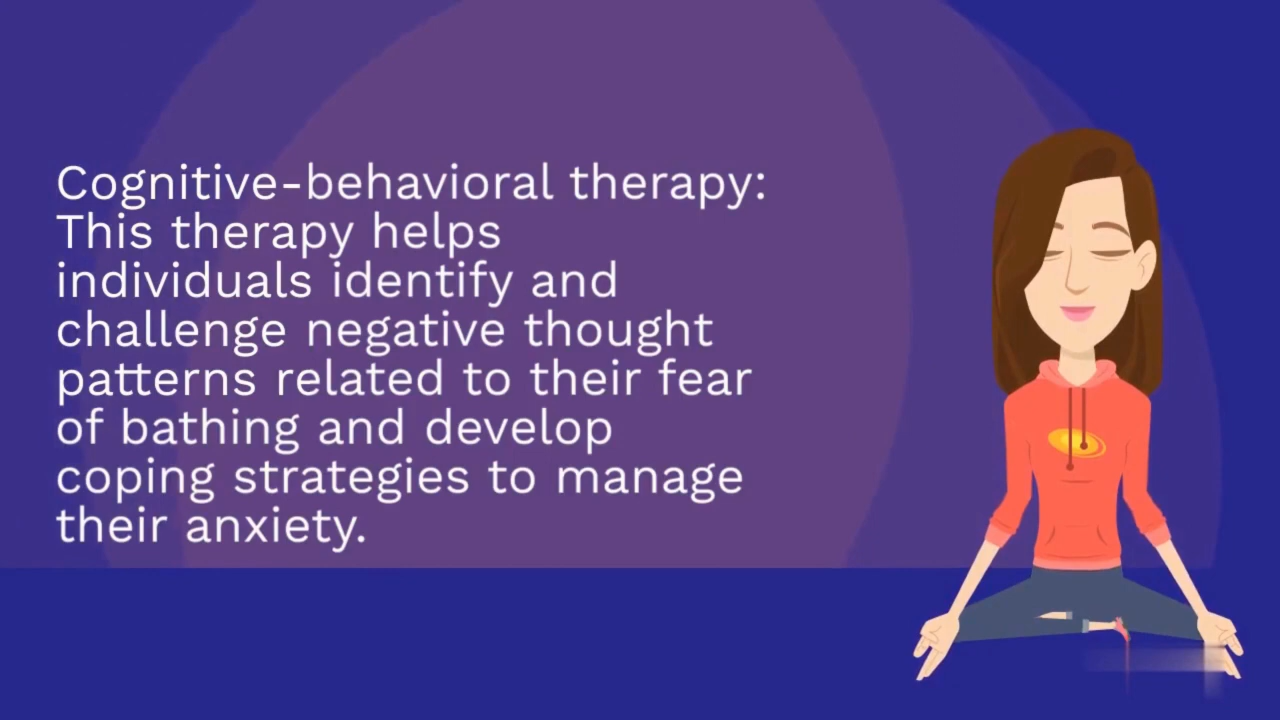 Cognitive-behavioral therapy:
This therapy helps
individuals identify and
challenge negative thought
patterns related to their fear
of bathing and develop
coping strategies to manage
their anxiety.